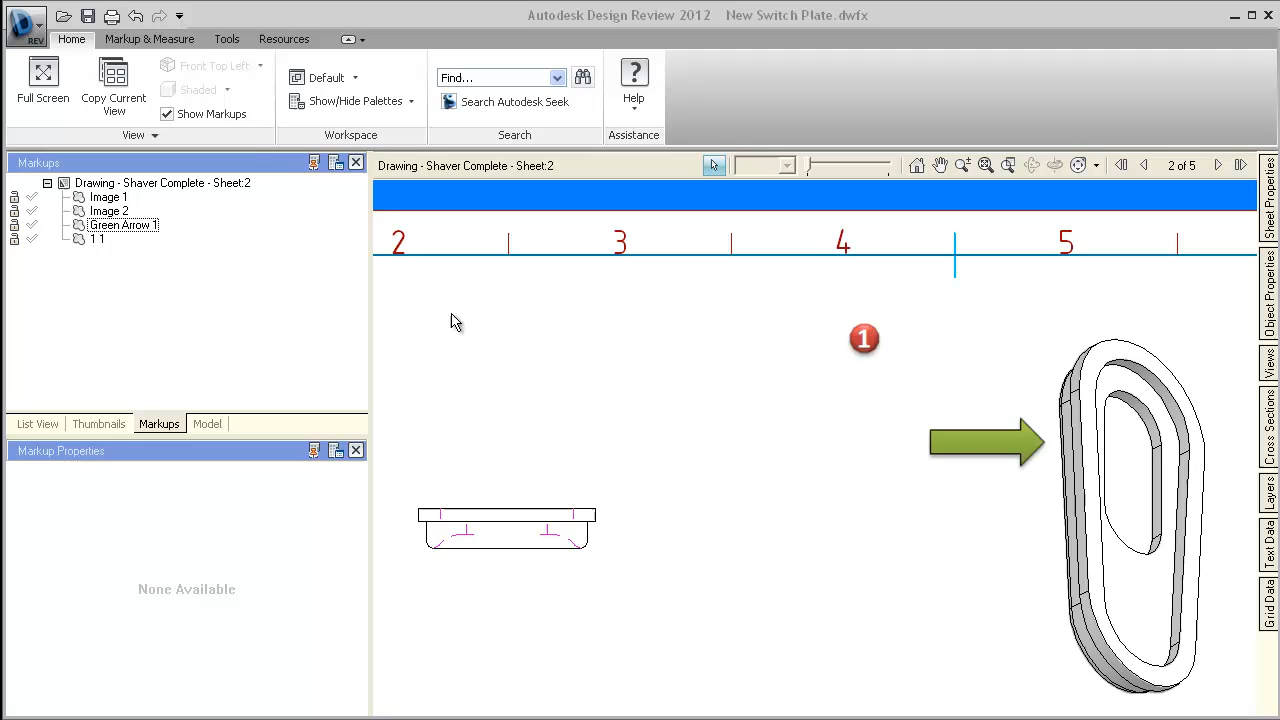 Autodesk Design Review 2012 New Switch Plate.dwfx
REV
Home Markup & Measure Tools Resources
Full Screen
Copy Current View
Front Top Left
Shaded
Show Markups
View
Default
Show/Hide Palettes
Workspace
Find...
Search Autodesk Seek
Search
?
Help
Assistance
Markups
Drawing - Shaver Complete - Sheet:2
Image 1
Image 2
Green Arrow 1
1 1
List View Thumbnails Markups Model
Markup Properties
None Available
Drawing - Shaver Complete - Sheet:2
2 of 5
2 3 4 5
1
Sheet Properties
Object Properties
Views
Cross Sections
Layers
Text Data
Grid Data